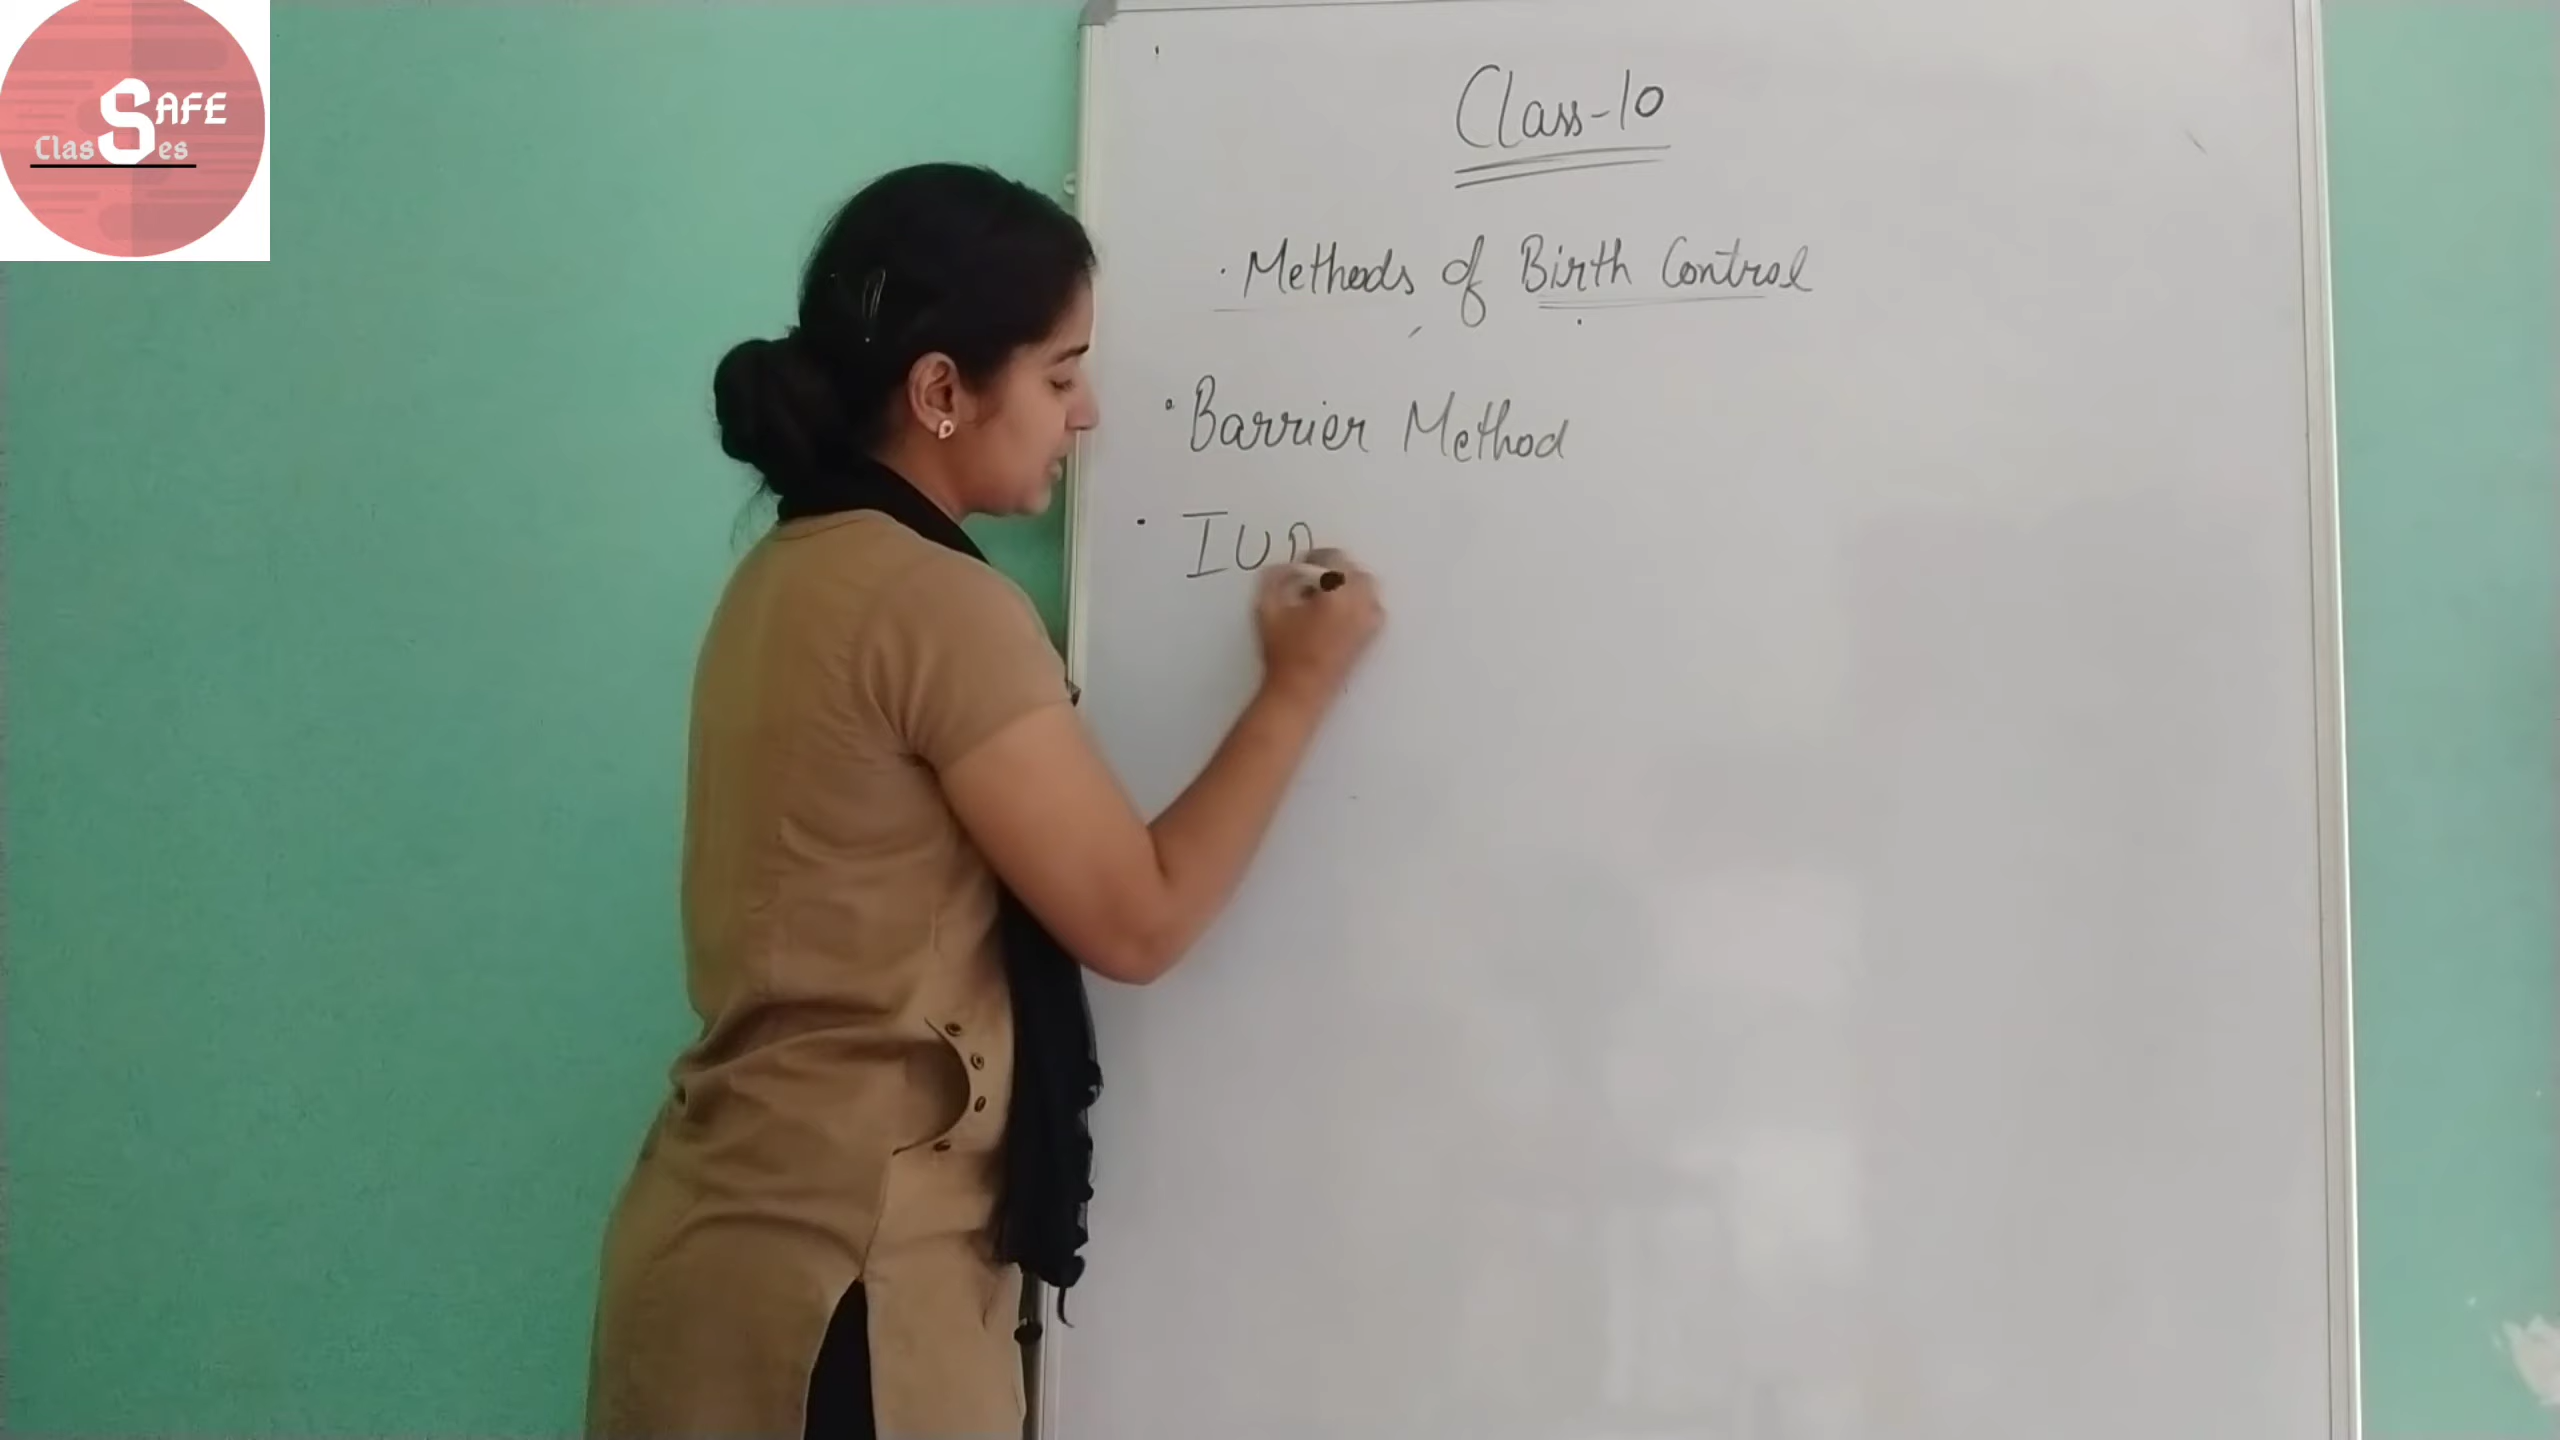 SAFE
Classes
Class-10
· Methods of Birth Control
· Barrier Method
· IU